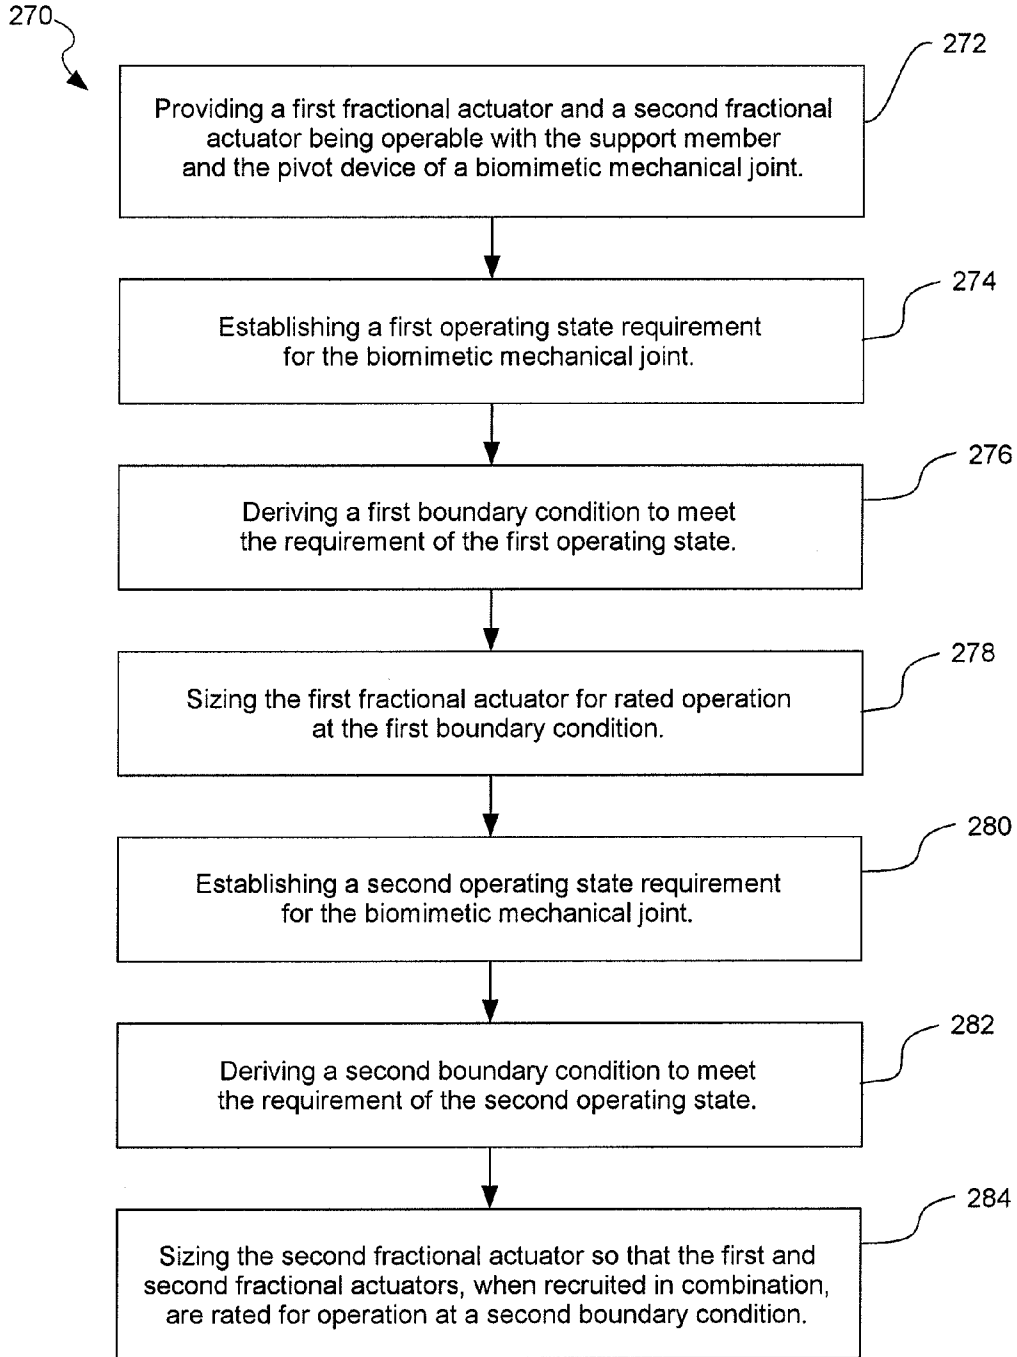 270
272
Providing a first fractional actuator and a second fractional
actuator being operable with the support member
and the pivot device of a biomimetic mechanical joint.
274
Establishing a first operating state requirement
for the biomimetic mechanical joint.
276
Deriving a first boundary condition to meet
the requirement of the first operating state.
278
Sizing the first fractional actuator for rated operation
at the first boundary condition.
280
Establishing a second operating state requirement
for the biomimetic mechanical joint.
282
Deriving a second boundary condition to meet
the requirement of the second operating state.
284
Sizing the second fractional actuator so that the first and
second fractional actuators, when recruited in combination,
are rated for operation at a second boundary condition.